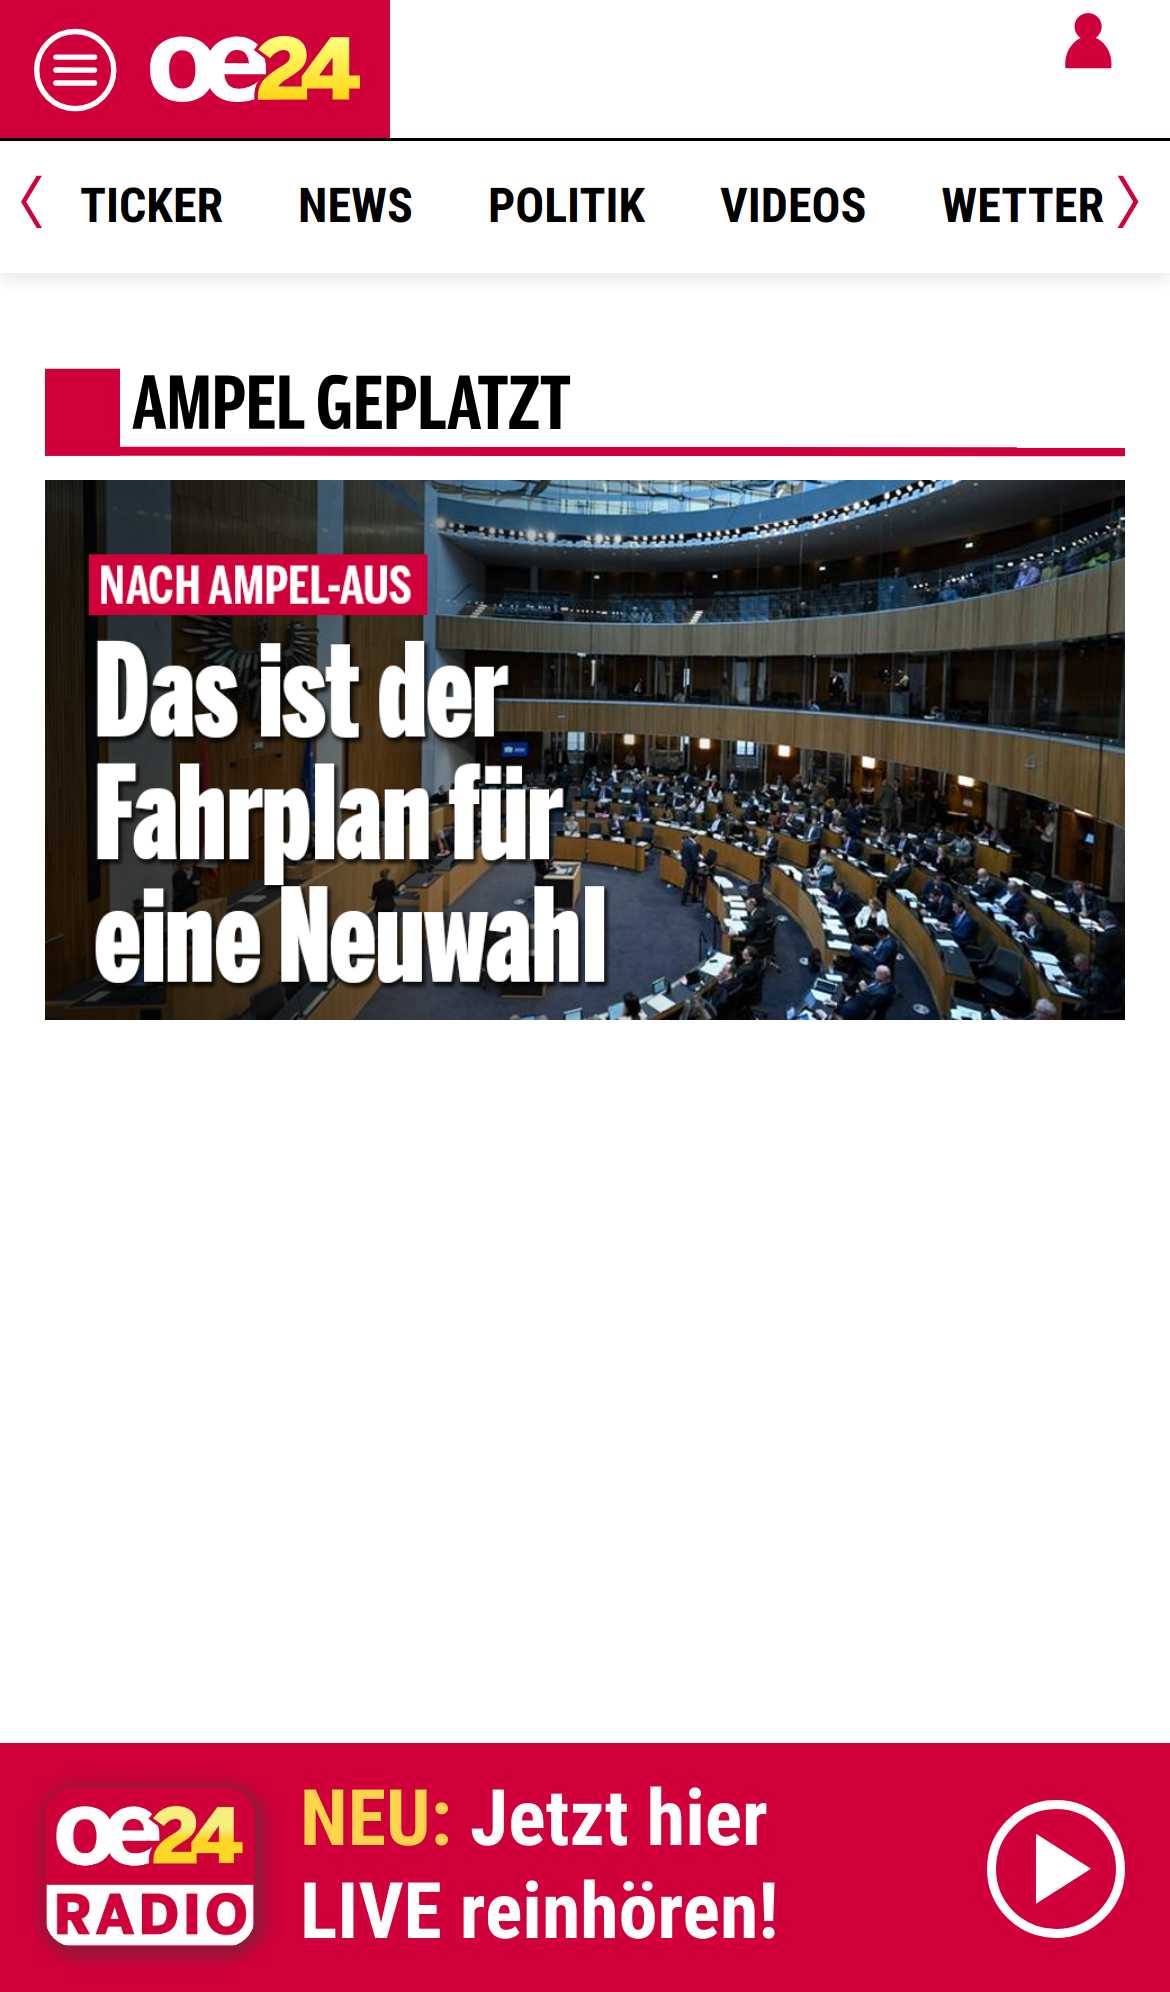 oe24
TICKER NEWS POLITIK VIDEOS WETTER
AMPEL GEPLATZT
NACH AMPEL-AUS
Das ist der
Fahrplan für
eine Neuwahl
oe24
RADIO
NEU: Jetzt hier
LIVE reinhören!